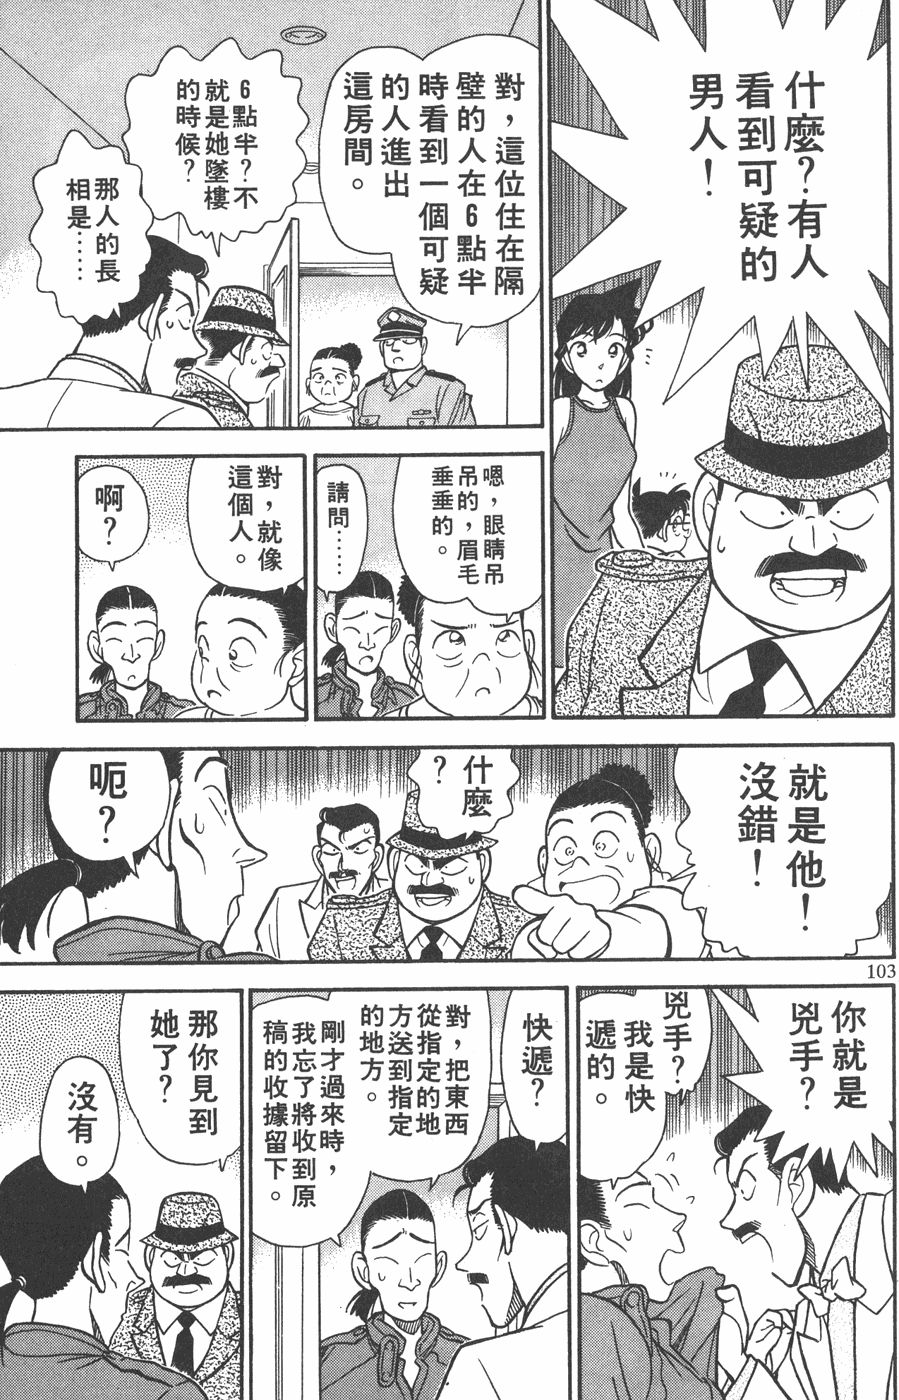 什麼？有人
看到可疑的
男人！
對，這位住在隔
壁的人在6點半
時看到一個可疑
的人進出
這房間。
6點半？不
就是她墜樓
的時候？
那人的長
相是……
嗯，眼睛吊
吊的，眉毛
垂垂的。
請問……
對，就像
這個人。
啊？
就是他！
沒錯！
什麼
？
呃？
103
你就是
兇手？
兇手？
我是快
遞的。
快遞？
對，把東西
從指定的地
方送到指定
的地方
剛才過來時，
我忘了將收到原
稿的收據留下。
那你見到
她了？
沒有。